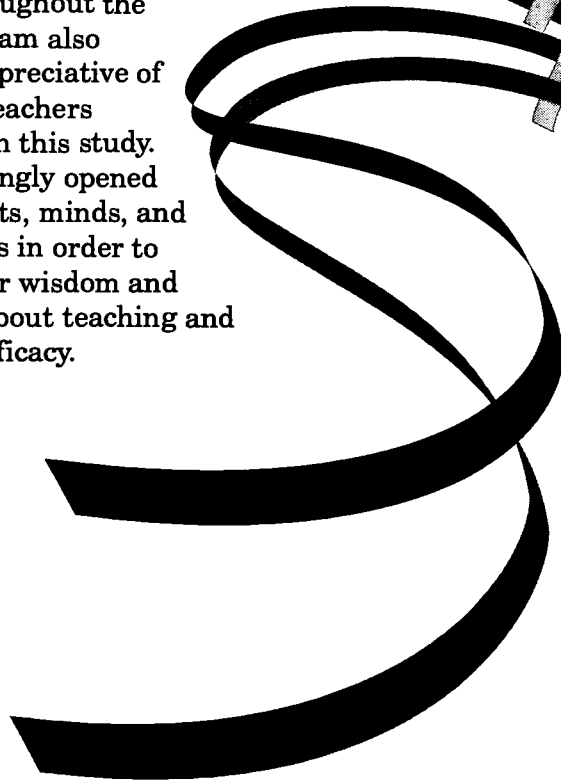 ughout the
am also
preciative of
eachers
n this study.
ngly opened
ts, minds, and
s in order to
r wisdom and
bout teaching and
ficacy.